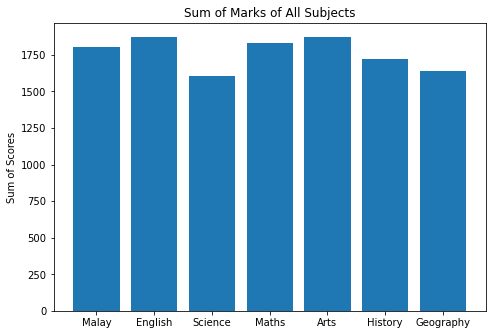 Sum of Marks of All Subjects
Sum of Scores
1750
1500
1250
1000
750
500
250
0
Malay English Science Maths Arts History Geography